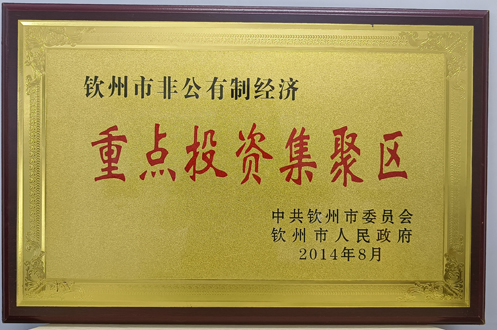 钦州市非公有制经济
重点投资集聚区
中共钦州市委员会
钦州市人民政府
2014年8月